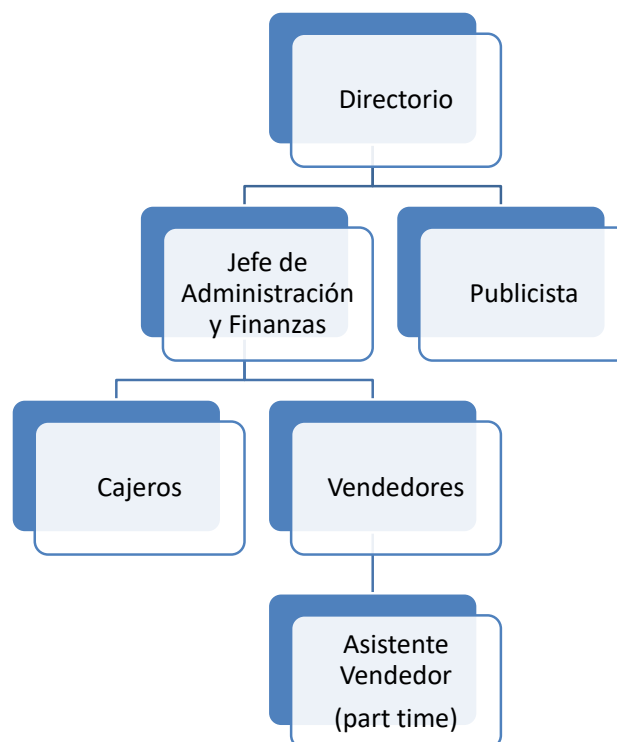 Directorio
Jefe de
Administración
y Finanzas
Publicista
Cajeros
Vendedores
Asistente
Vendedor
(part time)